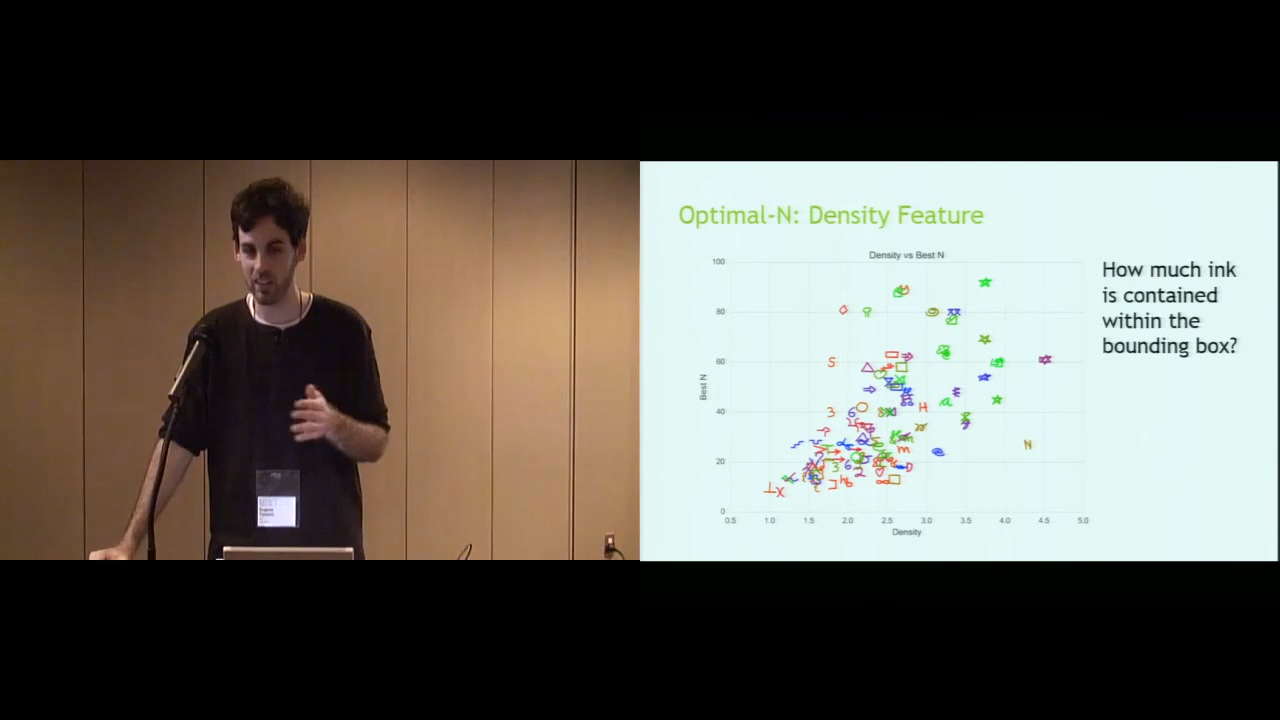 Optimal-N: Density Feature
Density vs Best N
How much ink
is contained
within the
bounding box?
100
80
60
40
20
0
Best N
0.5 1.0 1.5 2.0 2.5 3.0 3.5 4.0 4.5 5.0
Density